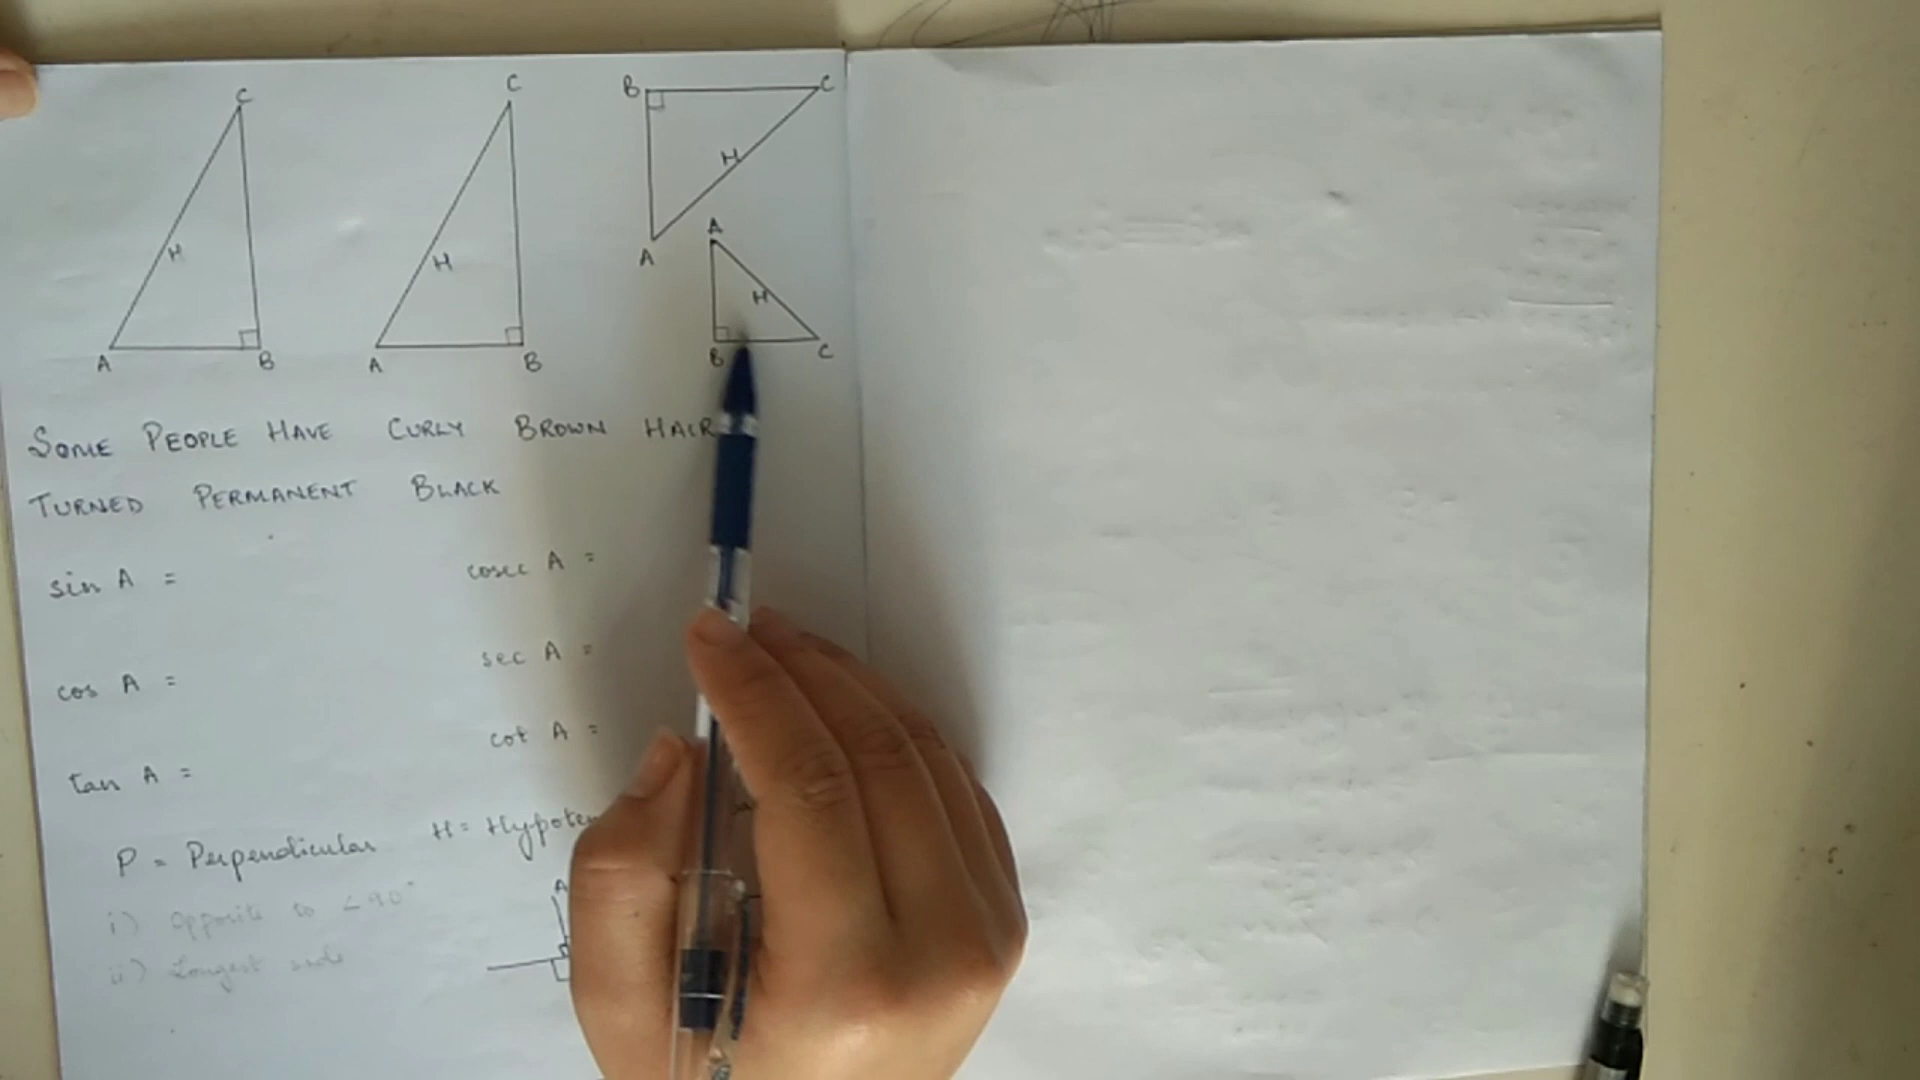 C
C
B C
H
A
A
H
H
H
A B
A B
B C
SOME PEOPLE HAVE CURLY BROWN HAIR
TURNED PERMANENT BLACK
sin A =
cosec A =
cos A =
sec A =
tan A =
cot A =
P = Perpendicular H = Hypoten
i) Opposite to ∠90°
ii) Longest side
A